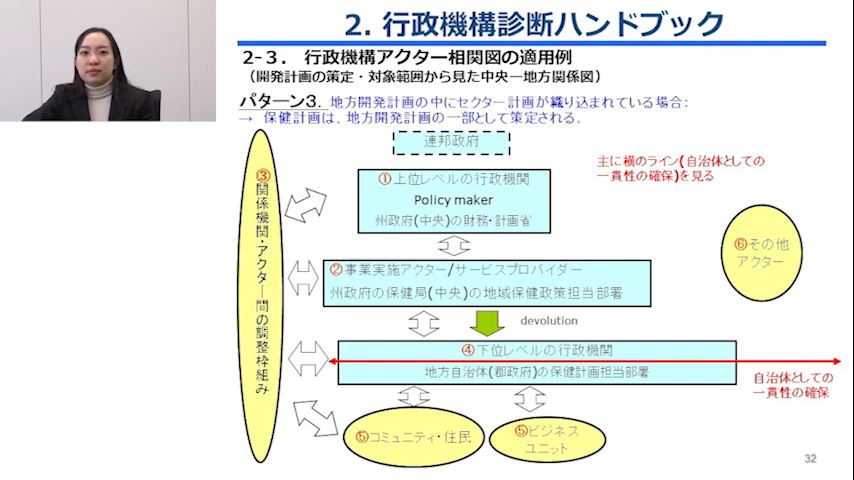 2. 行政機構診断ハンドブック
2-3. 行政機構アクター相関図の適用例
(開発計画の策定・対象範囲から見た中央―地方関係図)
パターン3. 地方開発計画の中にセクター計画が織り込まれている場合:
→ 保健計画は、地方開発計画の一部として策定される。
連邦政府
主に横のライン(自治体としての
一貫性の確保)を見る
①上位レベルの行政機関
Policy maker
州政府(中央)の財務・計画省
③関係機関・アクター間の調整枠組み
⑥その他
アクター
②事業実施アクター/サービスプロバイダー
州政府の保健局(中央)の地域保健政策担当部署
devolution
④下位レベルの行政機関
地方自治体(郡政府)の保健計画担当部署
自治体としての
一貫性の確保
⑤コミュニティ・住民
⑤ビジネス
ユニット
32